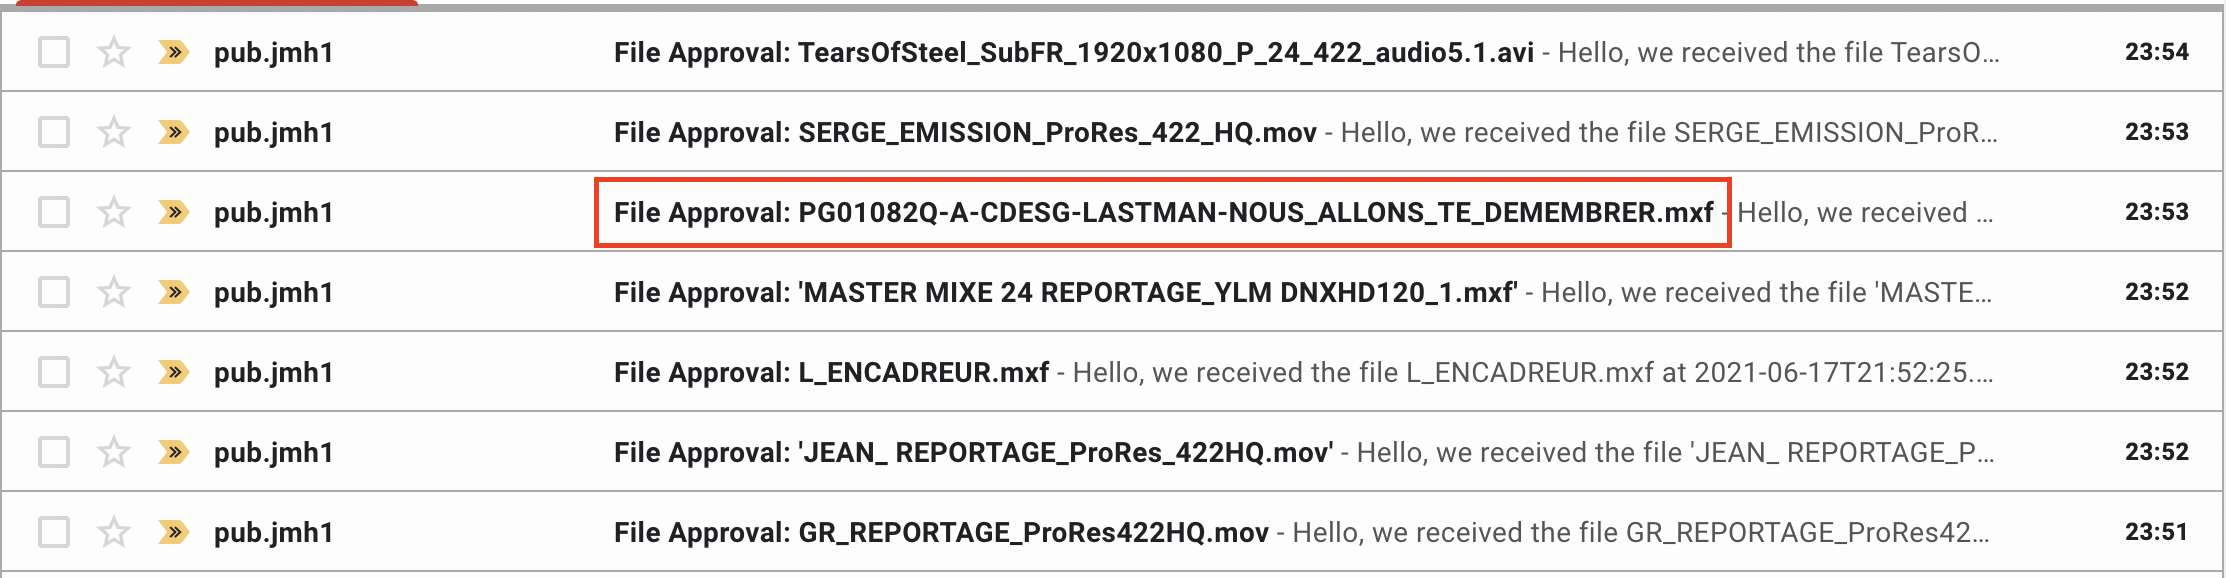 pub.jmh1 File Approval: TearsOfSteel_SubFR_1920x1080_P_24_422_audio5.1.avi - Hello, we received the file TearsO... 23:54
pub.jmh1 File Approval: SERGE_EMISSION_ProRes_422_HQ.mov - Hello, we received the file SERGE_EMISSION_ProR... 23:53
pub.jmh1 File Approval: PG01082Q-A-CDESG-LASTMAN-NOUS_ALLONS_TE_DEMEMBRER.mxf - Hello, we received ... 23:53
pub.jmh1 File Approval: 'MASTER MIXE 24 REPORTAGE_YLM DNXHD120_1.mxf' - Hello, we received the file 'MASTE... 23:52
pub.jmh1 File Approval: L_ENCADREUR.mxf - Hello, we received the file L_ENCADREUR.mxf at 2021-06-17T21:52:25.... 23:52
pub.jmh1 File Approval: 'JEAN_ REPORTAGE_ProRes_422HQ.mov' - Hello, we received the file 'JEAN_ REPORTAGE_P... 23:52
pub.jmh1 File Approval: GR_REPORTAGE_ProRes422HQ.mov - Hello, we received the file GR_REPORTAGE_ProRes42... 23:51